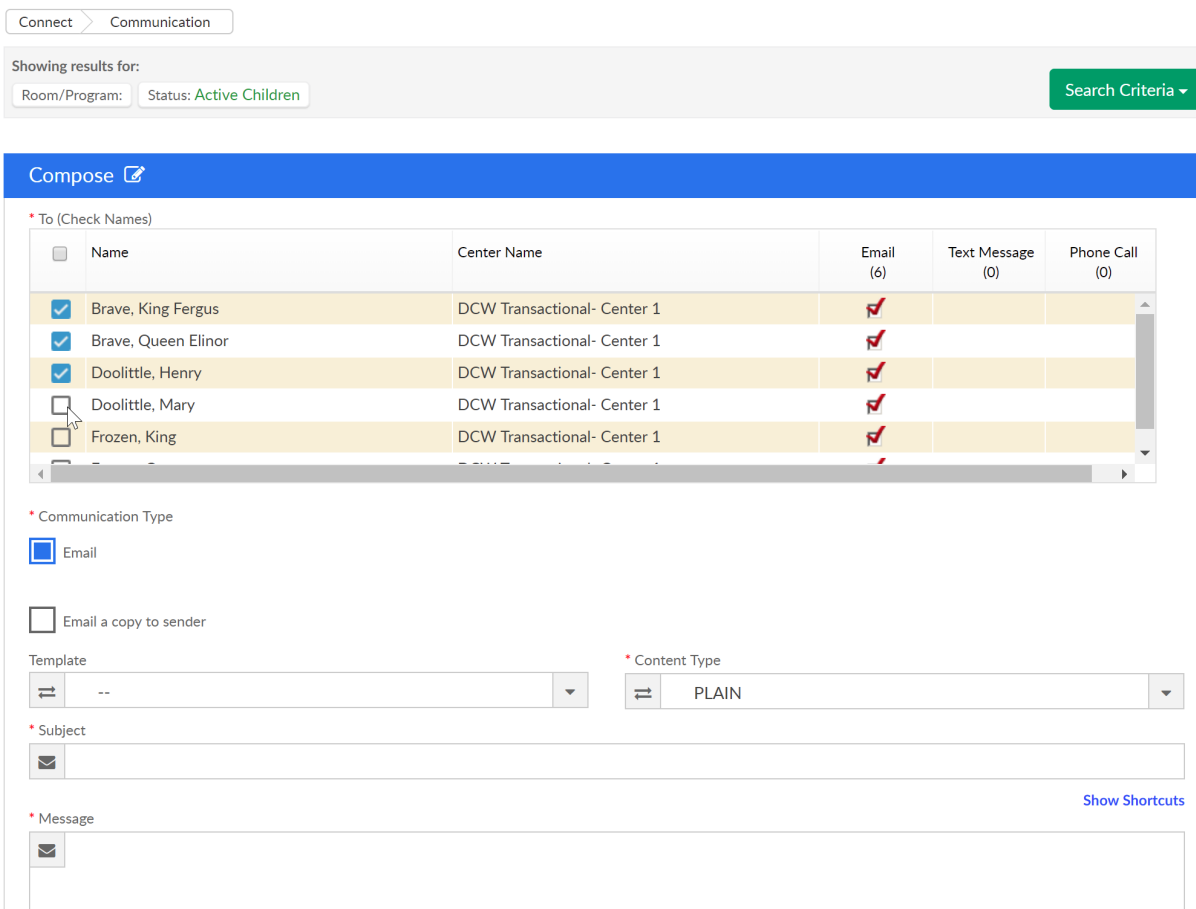 Connect Communication
Showing results for:
Room/Program: Status: Active Children
Search Criteria
Compose
* To (Check Names)
Name Center Name Email Text Message Phone Call
(6) (0) (0)
Brave, King Fergus DCW Transactional- Center 1
Brave, Queen Elinor DCW Transactional- Center 1
Doolittle, Henry DCW Transactional- Center 1
Doolittle, Mary DCW Transactional- Center 1
Frozen, King DCW Transactional- Center 1
* Communication Type
Email
Email a copy to sender
Template * Content Type
-- PLAIN
* Subject
Show Shortcuts
* Message